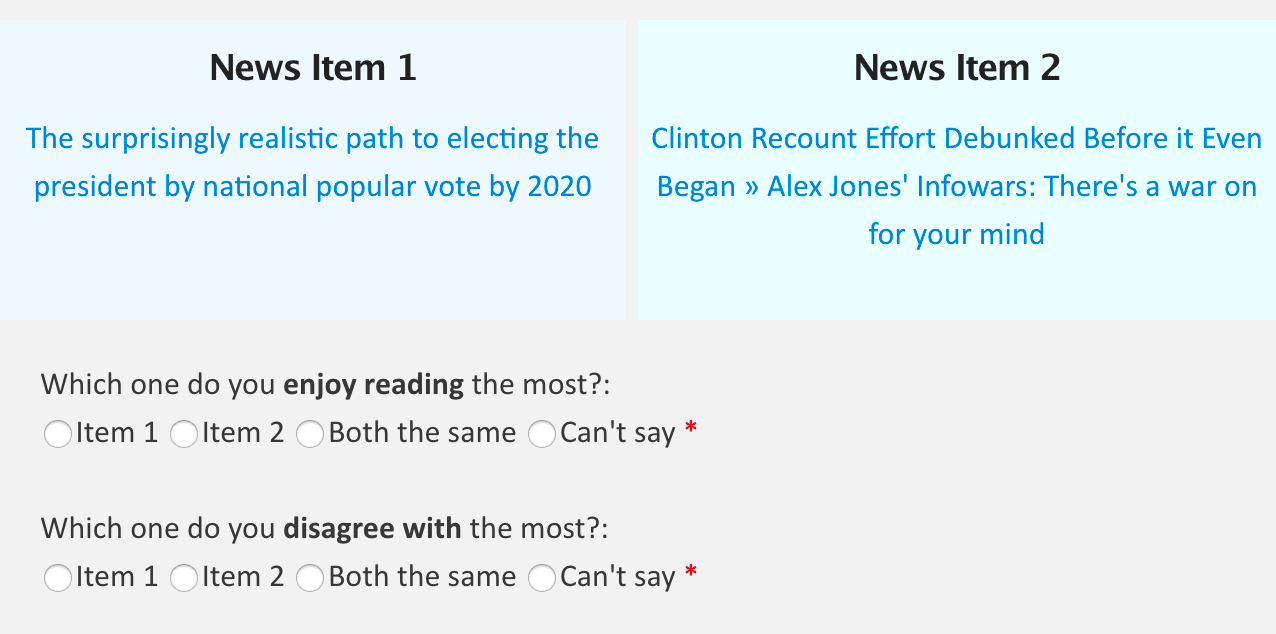 News Item 1
The surprisingly realistic path to electing the
president by national popular vote by 2020
News Item 2
Clinton Recount Effort Debunked Before it Even
Began » Alex Jones' Infowars: There's a war on
for your mind
Which one do you enjoy reading the most?:
Item 1 Item 2 Both the same Can't say *
Which one do you disagree with the most?:
Item 1 Item 2 Both the same Can't say *